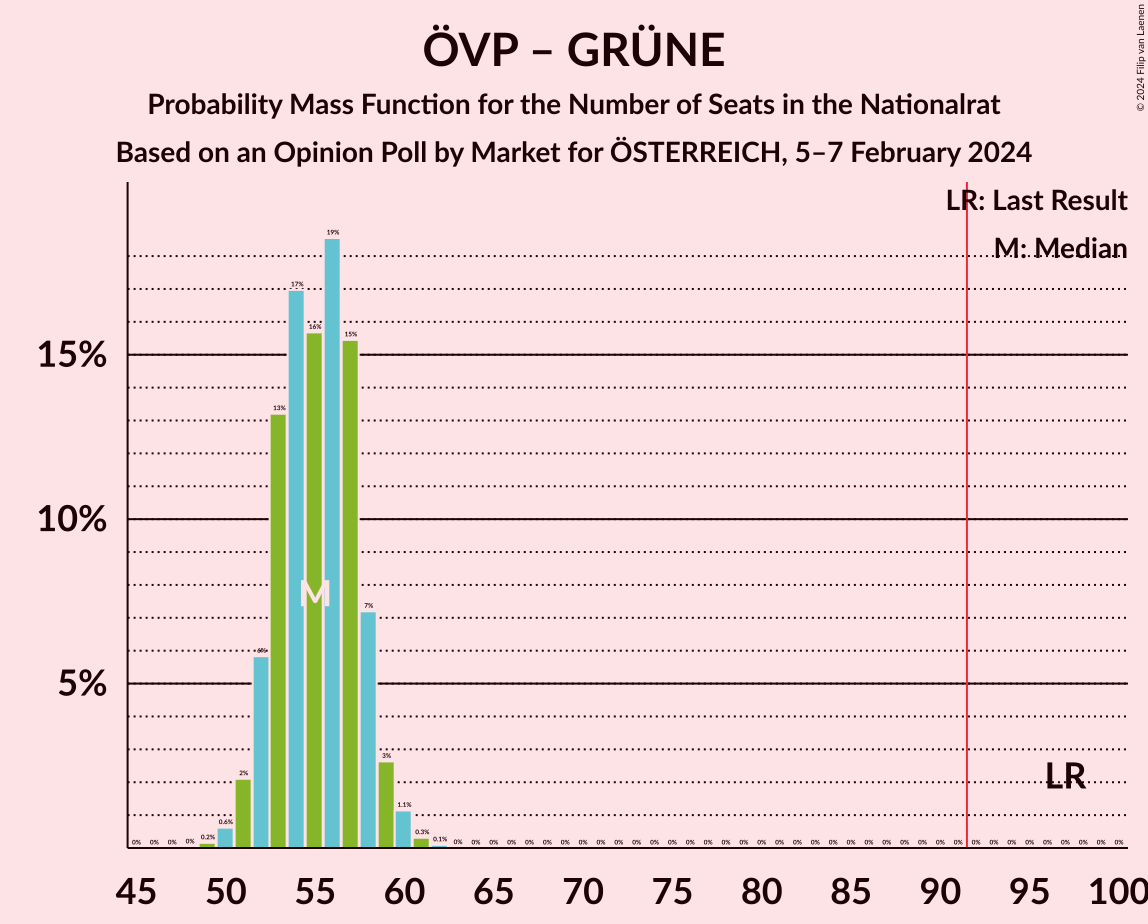 ÖVP – GRÜNE
Probability Mass Function for the Number of Seats in the Nationalrat
Based on an Opinion Poll by Market for ÖSTERREICH, 5–7 February 2024
© 2024 Filip van Laenen
LR: Last Result
M: Median
15%
10%
5%
0% 0% 0% 0% 0.2% 0.6% 2% 6% 13% 17% 16% 19% 15% 7% 3% 1.1% 0.3% 0.1% 0% 0% 0% 0% 0% 0% 0% 0% 0% 0% 0% 0% 0% 0% 0% 0% 0% 0% 0% 0% 0% 0% 0% 0% 0% 0% 0% 0% 0% 0% 0% 0% 0% 0% 0% 0% 0% 0%
M
LR
45 50 55 60 65 70 75 80 85 90 95 100